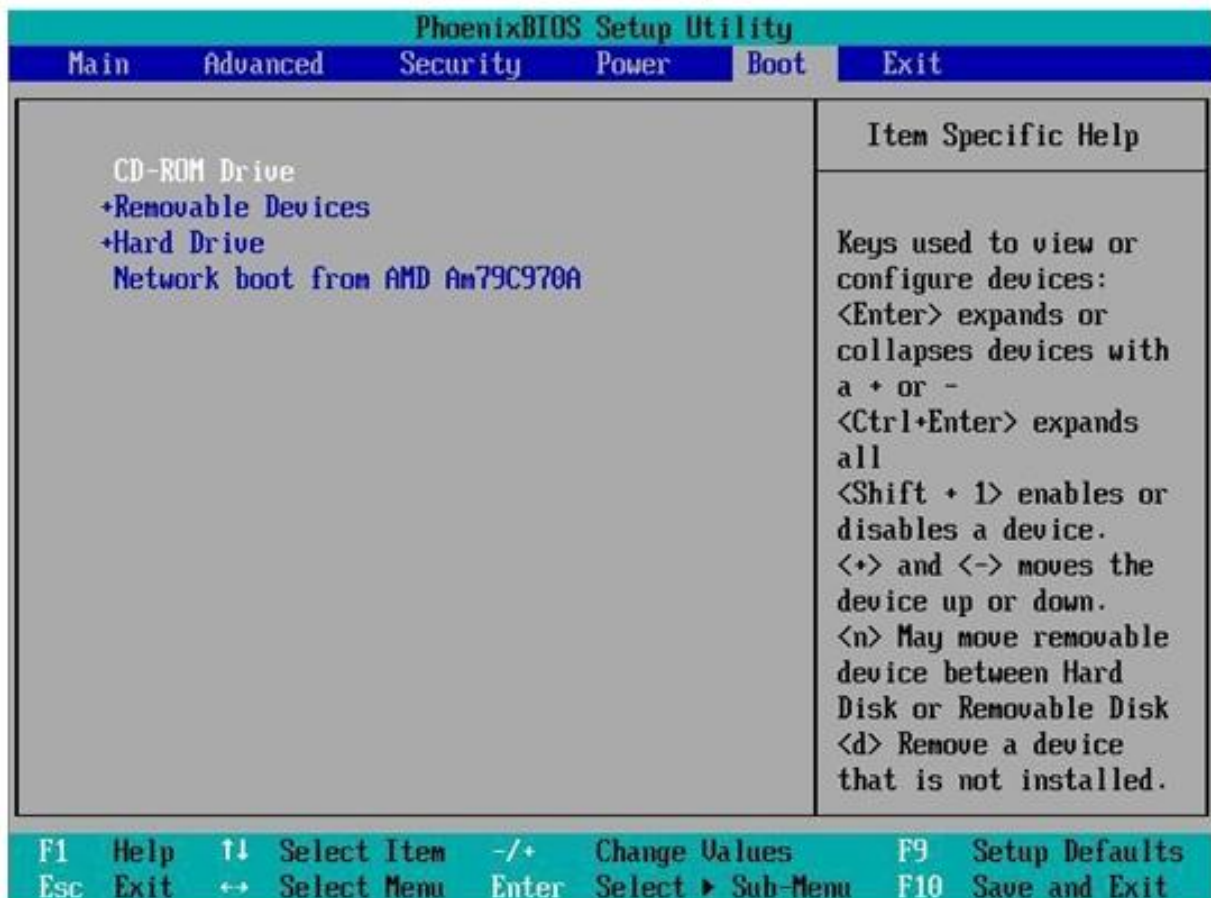 PhoenixBIOS Setup Utility
Main Advanced Security Power Boot Exit
CD-ROM Drive
+Removable Devices
+Hard Drive
Network boot from AMD Am79C970A
Item Specific Help
Keys used to view or
configure devices:
<Enter> expands or
collapses devices with
a + or -
<Ctrl+Enter> expands
all
<Shift + 1> enables or
disables a device.
<+> and <-> moves the
device up or down.
<n> May move removable
device between Hard
Disk or Removable Disk
<d> Remove a device
that is not installed.
F1 Help ↑↓ Select Item -/+ Change Values F9 Setup Defaults
Esc Exit ↔ Select Menu Enter Select ▶ Sub-Menu F10 Save and Exit